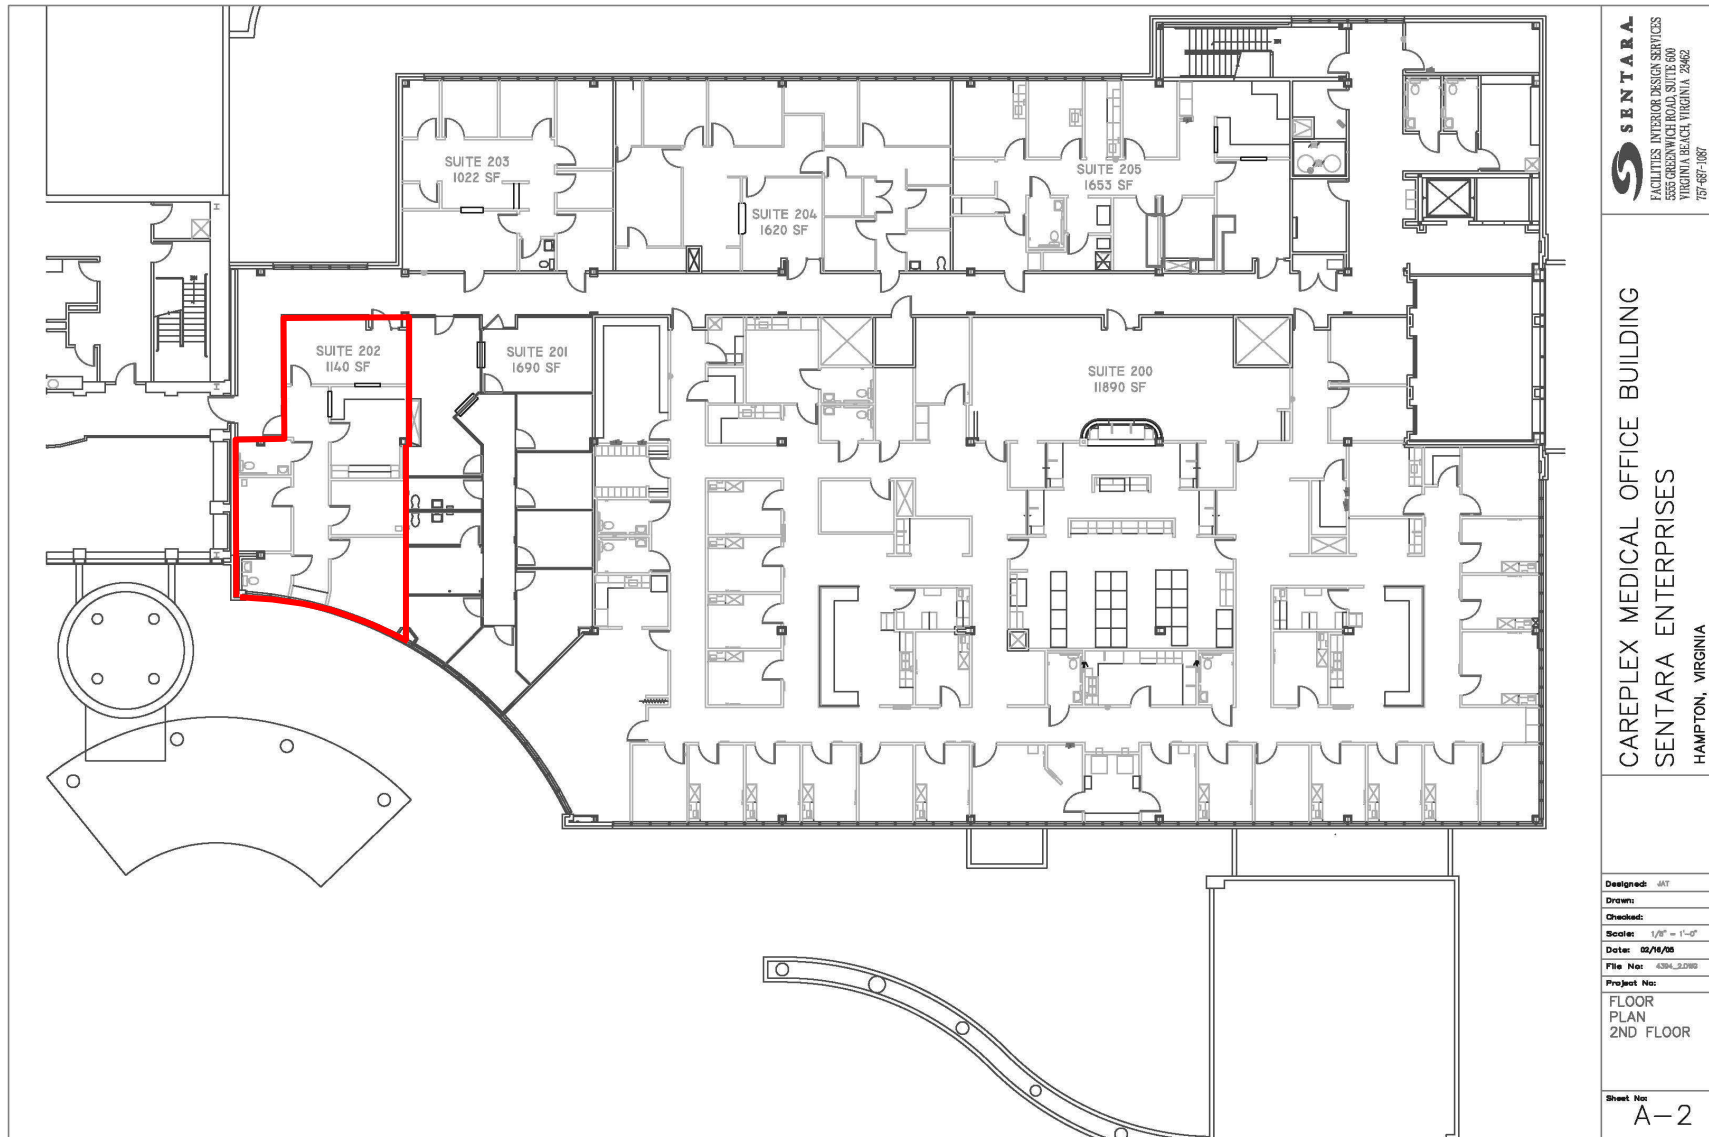 SUITE 203
1022 SF
SUITE 204
1620 SF
SUITE 205
1653 SF
SUITE 202
1140 SF
SUITE 201
1690 SF
SUITE 200
11890 SF
SENTARA
FACILITIES INTERIOR DESIGN SERVICES
5555 GREENWICH ROAD, SUITE 600
VIRGINIA BEACH, VIRGINIA 23462
757-687-1087
CAREPLEX MEDICAL OFFICE BUILDING
SENTARA ENTERPRISES
HAMPTON, VIRGINIA
Designed: JAT
Drawn:
Checked:
Scale: 1/8" = 1'-0"
Date: 02/16/05
File No: 4394_2.DWG
Project No:
FLOOR
PLAN
2ND FLOOR
Sheet No:
A-2